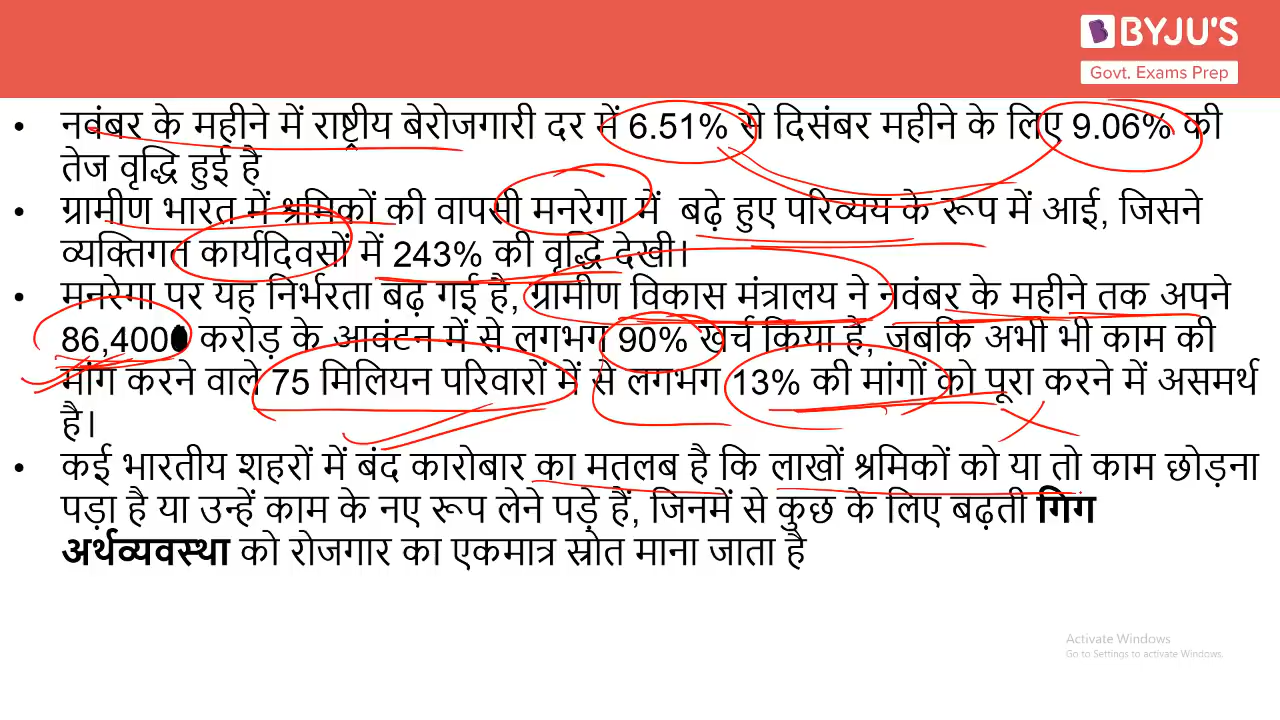 BYJU'S
Govt. Exams Prep
• नवंबर के महीने में राष्ट्रीय बेरोजगारी दर में 6.51% से दिसंबर महीने के लिए 9.06% की
तेज वृद्धि हुई है
• ग्रामीण भारत में श्रमिकों की वापसी मनरेगा में बढ़े हुए परिव्यय के रूप में आई, जिसने
व्यक्तिगत कार्यदिवसों में 243% की वृद्धि देखी।
• मनरेगा पर यह निर्भरता बढ़ गई है, ग्रामीण विकास मंत्रालय ने नवंबर के महीने तक अपने
करोड़ के आवंटन में से लगभग 90% खर्च किया है, जबकि अभी भी काम की
मांग करने वाले 75 मिलियन परिवारों में से लगभग 13% की मांगों को पूरा करने में असमर्थ
है।
• कई भारतीय शहरों में बंद कारोबार का मतलब है कि लाखों श्रमिकों को या तो काम छोड़ना
पड़ा है या उन्हें काम के नए रूप लेने पड़े हैं, जिनमें से कुछ के लिए बढ़ती गिग
अर्थव्यवस्था को रोजगार का एकमात्र स्रोत माना जाता है
Activate Windows
Go to Settings to activate Windows.